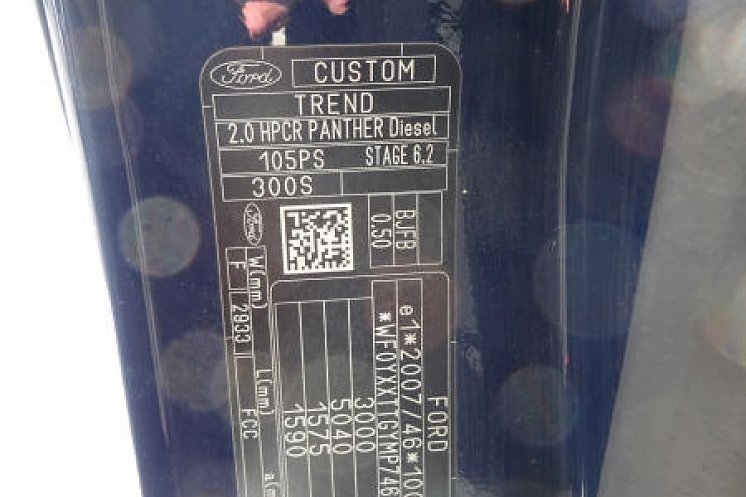 Ford CUSTOM
TREND
2.0 HPCR PANTHER Diesel
105PS STAGE 6.2
300S
Ford
BJFB
0.50
FORD
e1*2007/46*100
*WF0YXXTTGYMP746
3000
5040
1575
1590
W(mm) L(mm)
F 2933 FCC